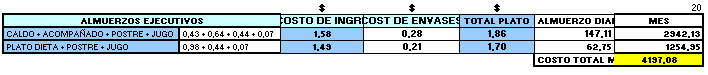 $ $ $ 20
ALMUERZOS EJECUTIVOS COSTO DE INGR COST DE ENVASES TOTAL PLATO ALMUERZO DIAI MES
CALDO + ACOMPAÑADO + POSTRE + JUGO 0,43 + 0,64 + 0,44 + 0,07 1,58 0,28 1,86 147,11 2942,13
PLATO DIETA + POSTRE + JUGO 0,98 + 0,44 + 0,07 1,49 0,21 1,70 62,75 1254,95
COSTO TOTAL M 4197,08